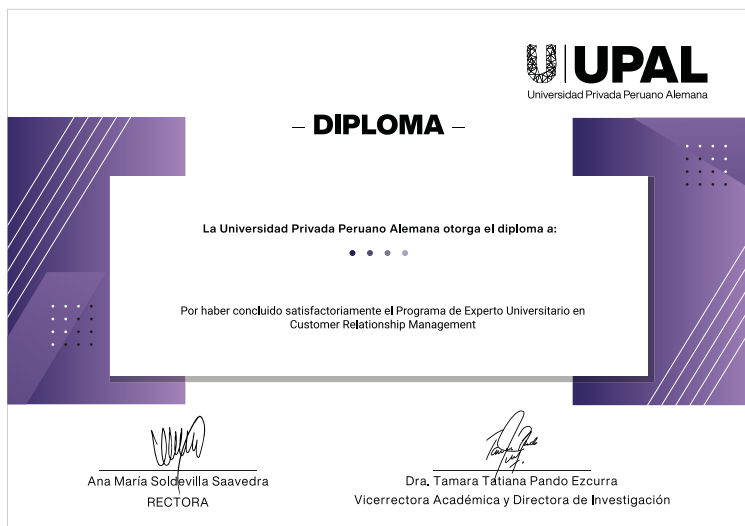 UPAL
Universidad Privada Peruano Alemana
– DIPLOMA –
La Universidad Privada Peruano Alemana otorga el diploma a:
Por haber concluido satisfactoriamente el Programa de Experto Universitario en
Customer Relationship Management
Ana María Soldevilla Saavedra
RECTORA
Dra. Tamara Tatiana Pando Ezcurra
Vicerrectora Académica y Directora de Investigación